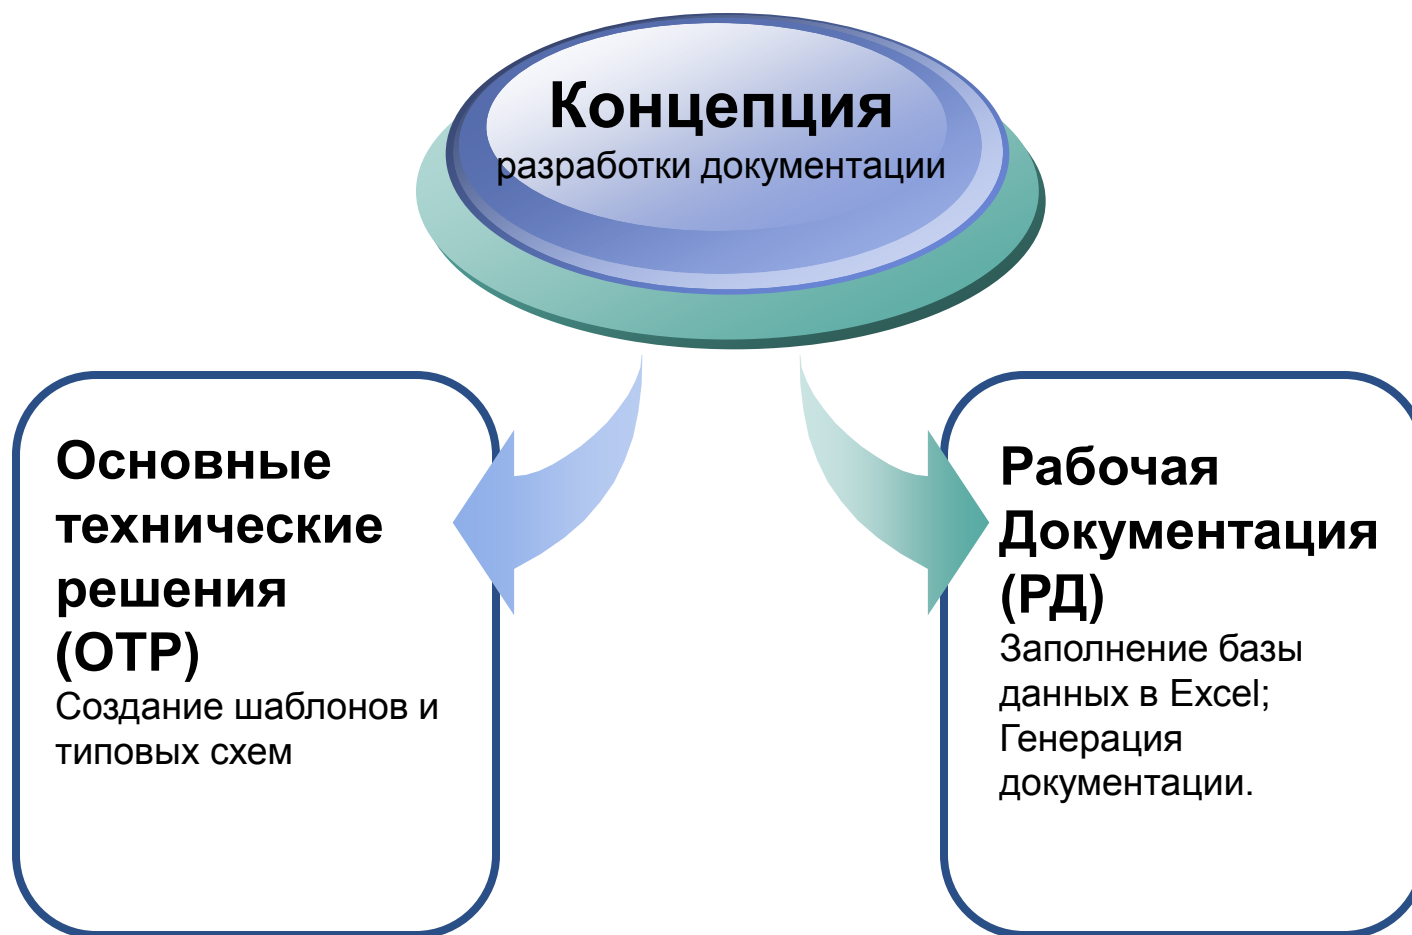 Концепция
разработки документации
Основные
технические
решения
(ОТР)
Создание шаблонов и
типовых схем
Рабочая
Документация
(РД)
Заполнение базы
данных в Excel;
Генерация
документации.